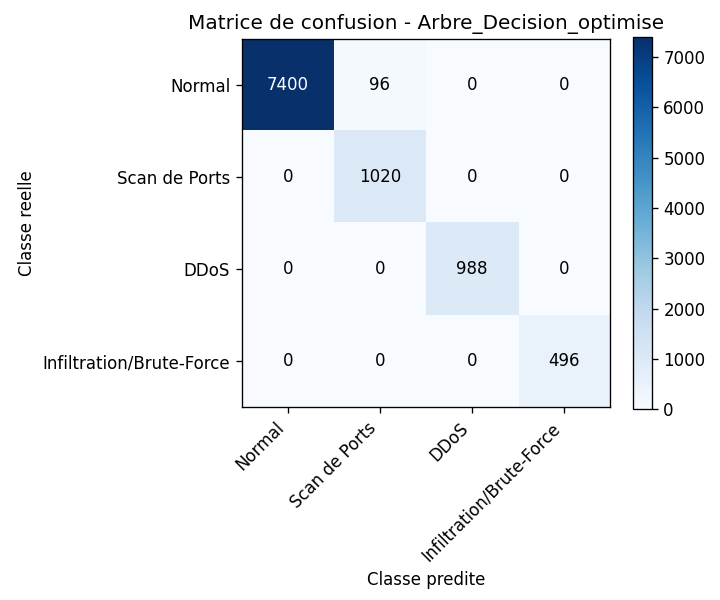 Matrice de confusion - Arbre_Decision_optimise
Classe reelle
Normal
7400 96 0 0
Scan de Ports
0 1020 0 0
DDoS
0 0 988 0
Infiltration/Brute-Force
0 0 0 496
Normal
Scan de Ports
DDoS
Infiltration/Brute-Force
Classe predite
7000
6000
5000
4000
3000
2000
1000
0